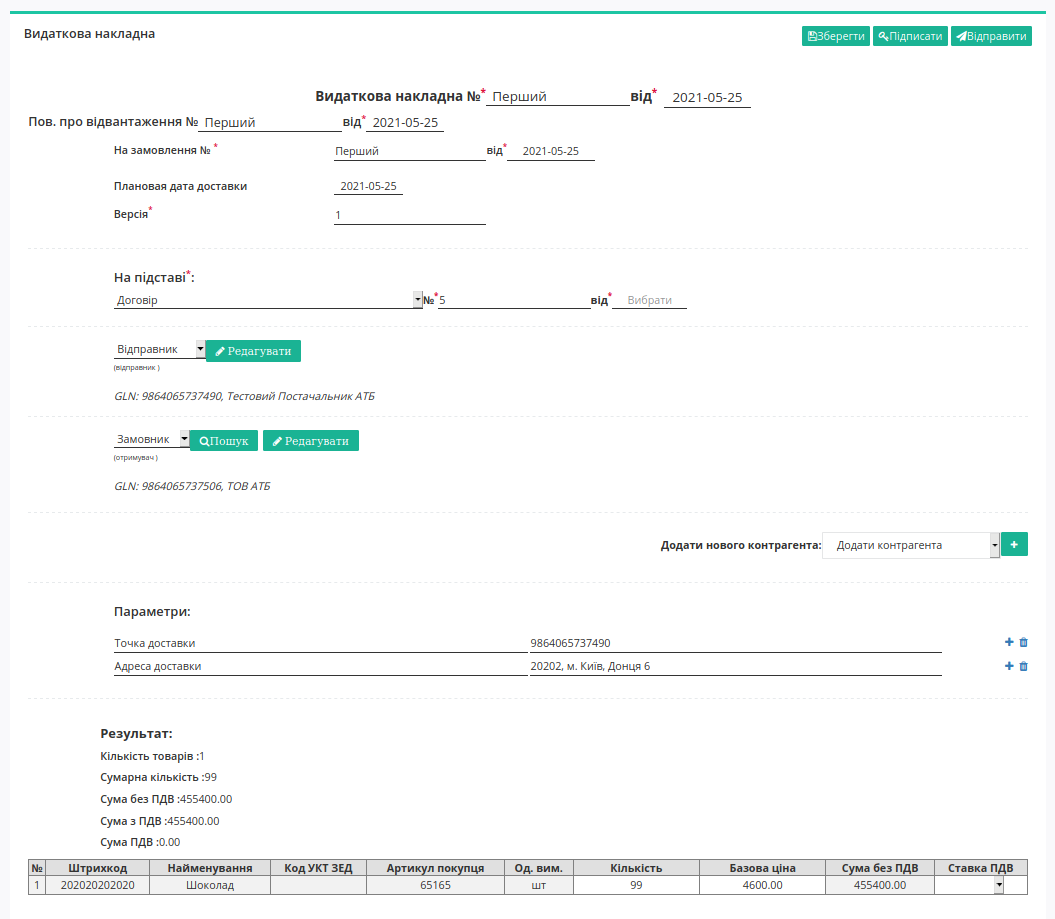 Видаткова накладна
Зберегти Підписати Відправити
Видаткова накладна №* Перший від* 2021-05-25
Пов. про відвантаження № Перший від* 2021-05-25
На замовлення № * Перший від* 2021-05-25
Плановая дата доставки 2021-05-25
Версія* 1
На підставі*:
Договір №* 5 від* Вибрати
Відправник Редагувати
(відправник )
GLN: 9864065737490, Тестовий Постачальник АТБ
Замовник Пошук Редагувати
(отримувач )
GLN: 9864065737506, ТОВ АТБ
Додати нового контрагента: Додати контрагента +
Параметри:
Точка доставки 9864065737490
Адреса доставки 20202, м. Київ, Донця 6
Результат:
Кількість товарів :1
Сумарна кількість :99
Сума без ПДВ :455400.00
Сума з ПДВ :455400.00
Сума ПДВ :0.00
№ Штрихкод Найменування Код УКТ ЗЕД Артикул покупця Од. вим. Кількість Базова ціна Сума без ПДВ Ставка ПДВ
1 202020202020 Шоколад 65165 шт 99 4600.00 455400.00